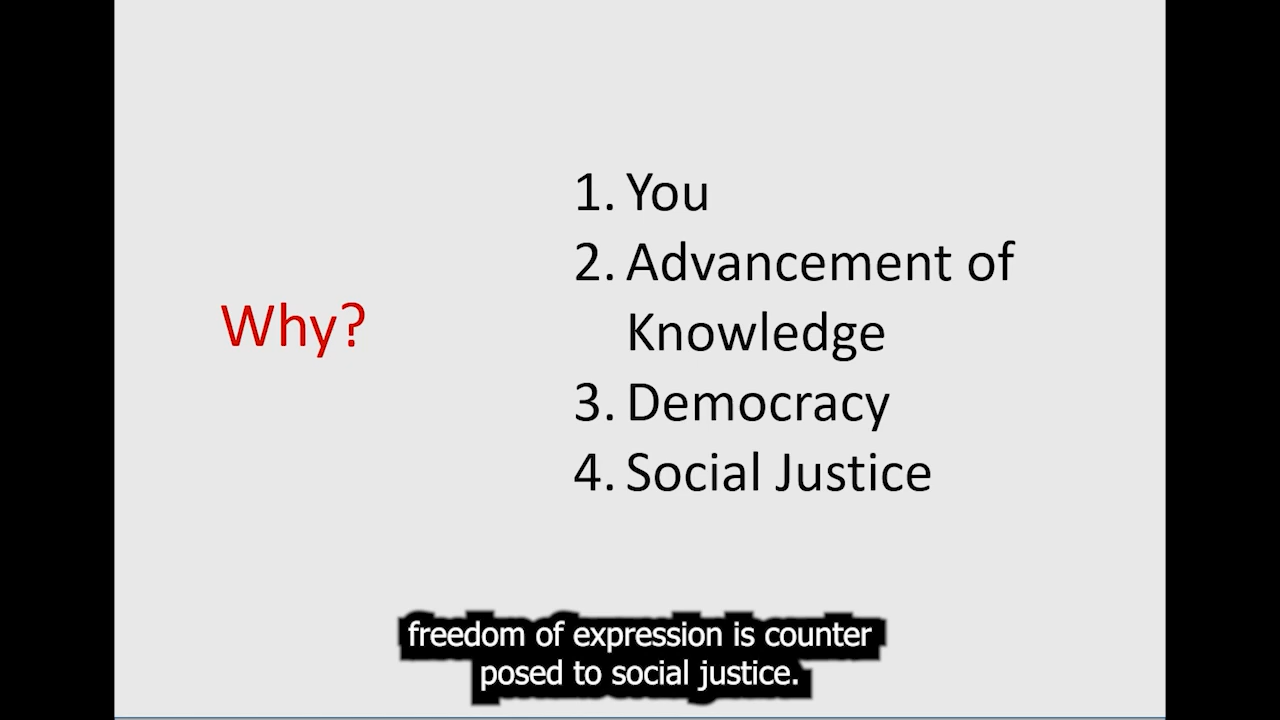 Why?
1. You
2. Advancement of
Knowledge
3. Democracy
4. Social Justice
freedom of expression is counter
posed to social justice.